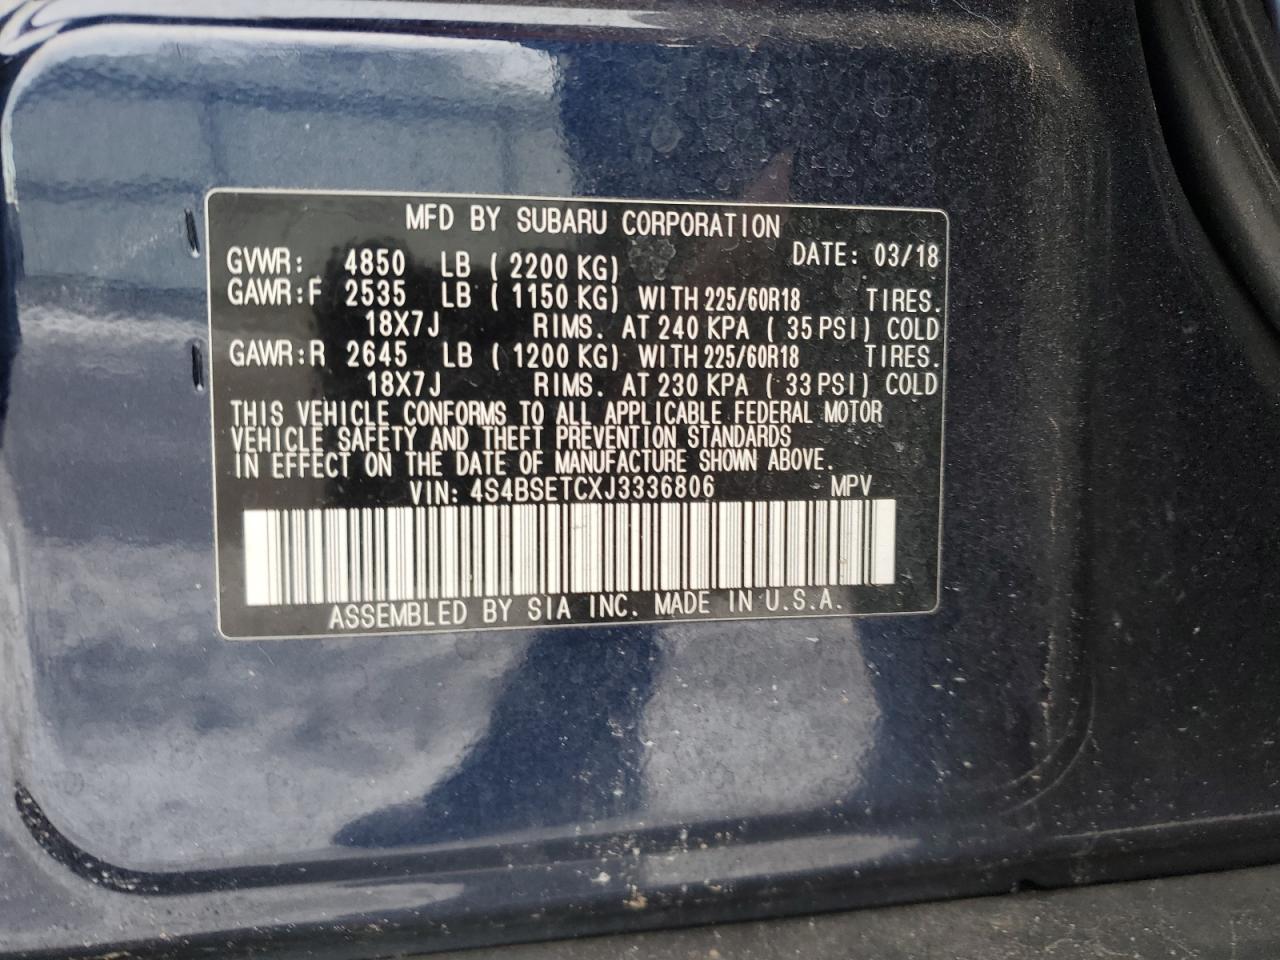 MFD BY SUBARU CORPORATION
DATE: 03/18
GVWR: 4850 LB ( 2200 KG)
GAWR:F 2535 LB ( 1150 KG) WITH 225/60R18 TIRES.
18X7J RIMS. AT 240 KPA ( 35 PSI) COLD
GAWR:R 2645 LB ( 1200 KG) WITH 225/60R18 TIRES.
18X7J RIMS. AT 230 KPA ( 33 PSI) COLD
THIS VEHICLE CONFORMS TO ALL APPLICABLE FEDERAL MOTOR
VEHICLE SAFETY AND THEFT PREVENTION STANDARDS
IN EFFECT ON THE DATE OF MANUFACTURE SHOWN ABOVE.
VIN: 4S4BSETCXJ3336806 MPV
ASSEMBLED BY SIA INC. MADE IN U.S.A.